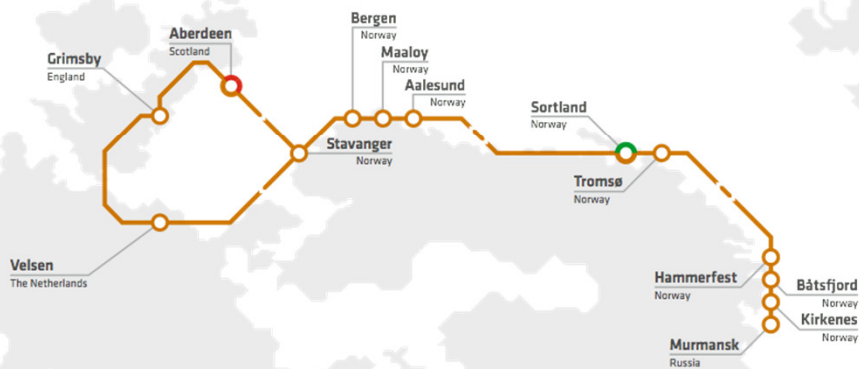 Bergen
Norway
Aberdeen
Scotland
Maaloy
Norway
Grimsby
England
Aalesund
Norway
Sortland
Norway
Stavanger
Norway
Tromsø
Norway
Velsen
The Netherlands
Hammerfest
Norway
Båtsfjord
Norway
Kirkenes
Norway
Murmansk
Russia